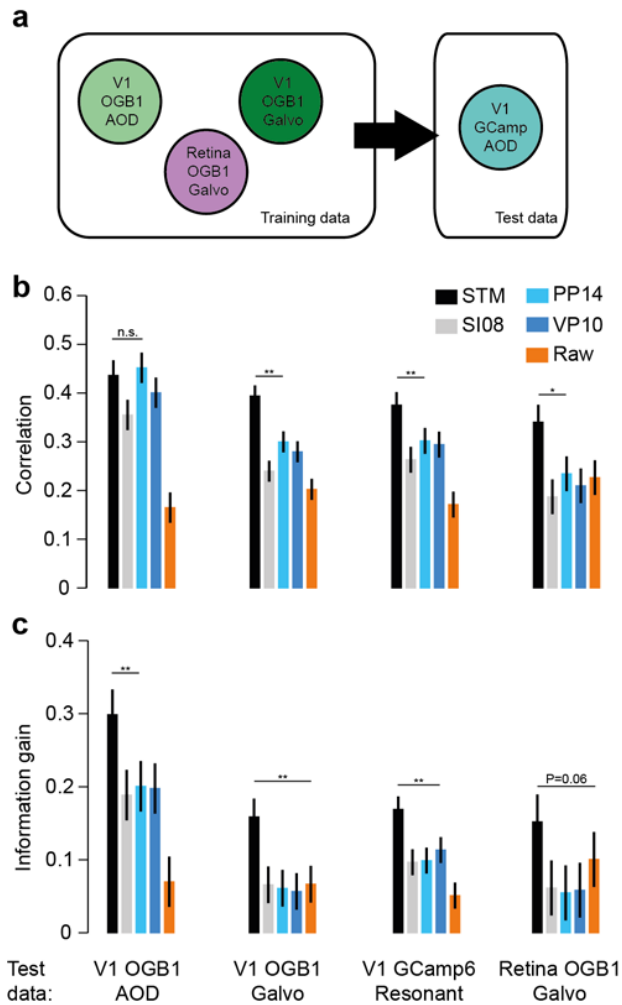 a
V1
OGB1
AOD
V1
OGB1
Galvo
Retina
OGB1
Galvo
Training data
V1
GCamp
AOD
Test data
b
0.6
0.5
0.4
0.3
0.2
0.1
0
Correlation
STM
SI08
PP14
VP10
Raw
n.s.
**
**
*
c
0.4
0.3
0.2
0.1
0
Information gain
**
**
**
P=0.06
Test data:
V1 OGB1
AOD
V1 OGB1
Galvo
V1 GCamp6
Resonant
Retina OGB1
Galvo